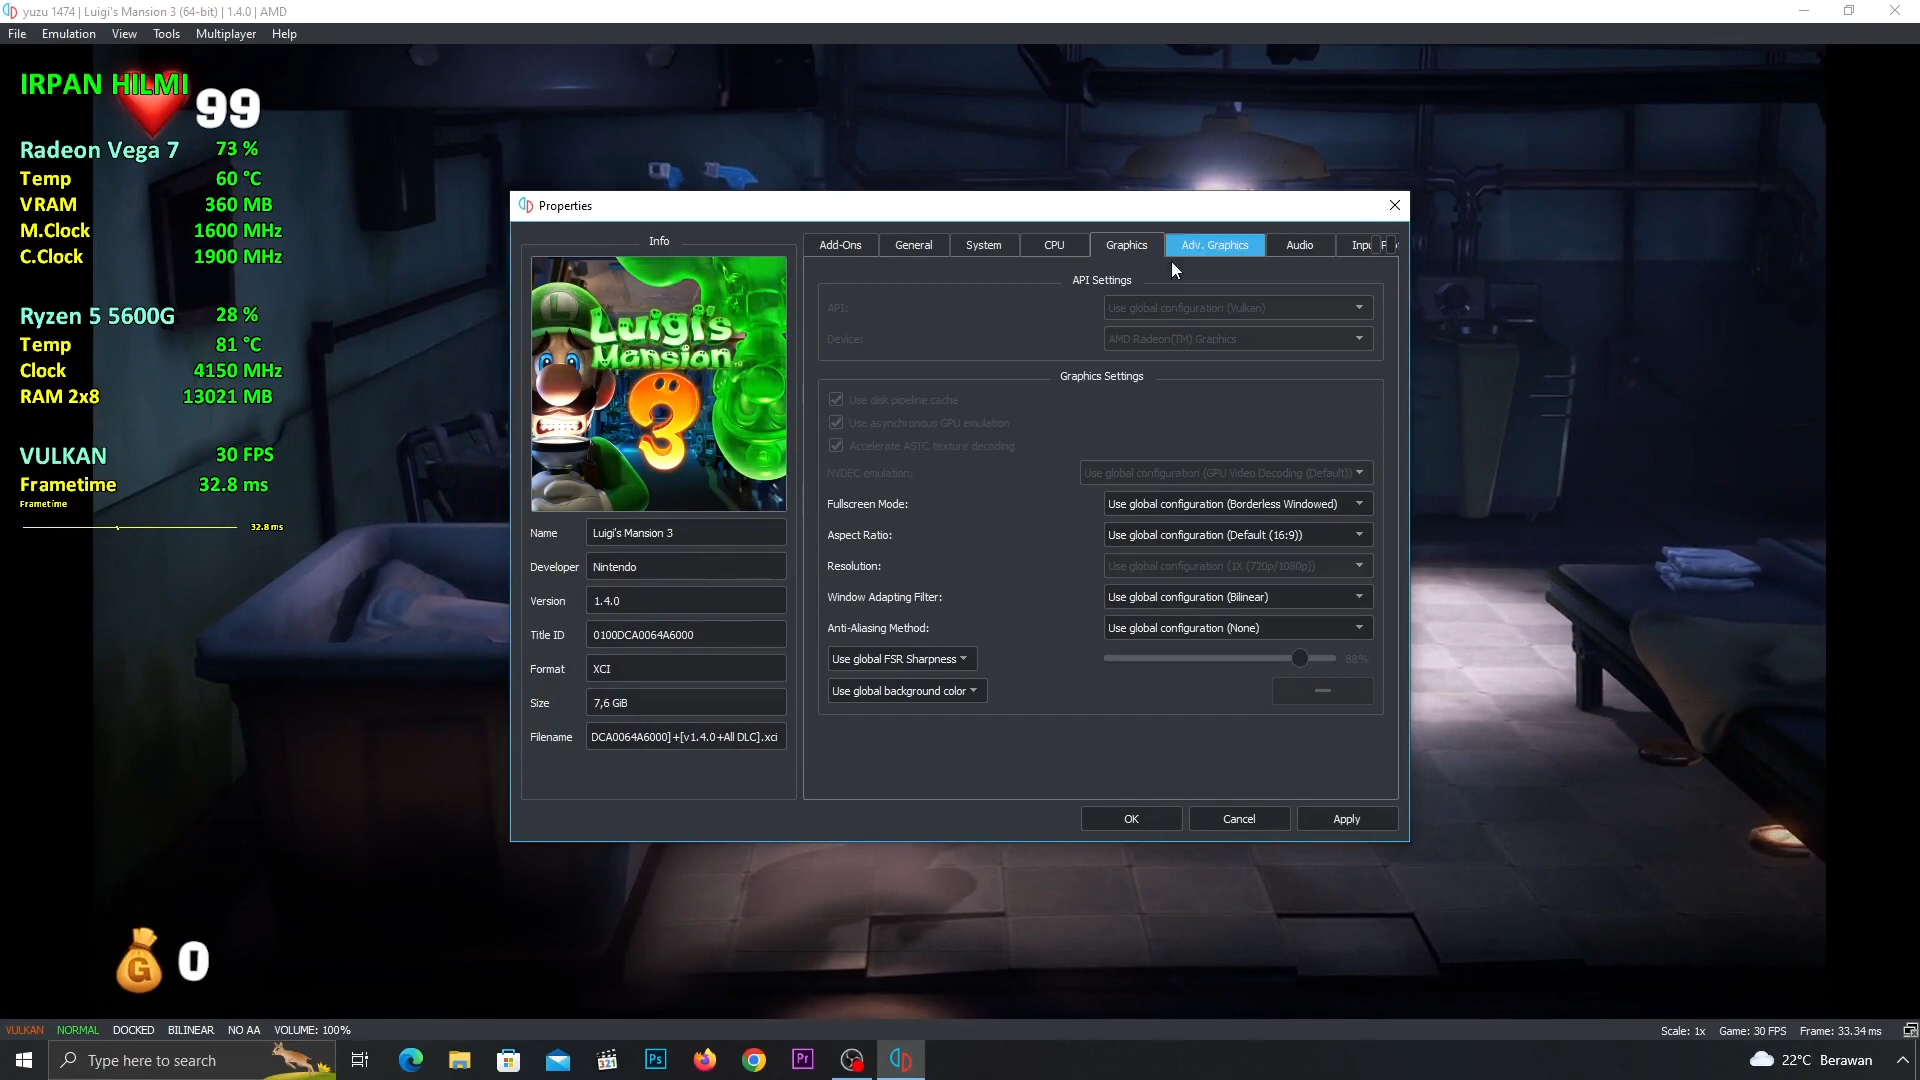 yuzu 1474 | Luigi's Mansion 3 (64-bit) | 1.4.0 | AMD
File Emulation View Tools Multiplayer Help
IRPAN HILMI
99
Radeon Vega 7 73 %
Temp 60 °C
VRAM 360 MB
M.Clock 1600 MHz
C.Clock 1900 MHz
Ryzen 5 5600G 28 %
Temp 81 °C
Clock 4150 MHz
RAM 2x8 13021 MB
VULKAN 30 FPS
Frametime 32.8 ms
Frametime
32.8 ms
Properties
Info
LUIGI'S MANSION™ 3
Name Luigi's Mansion 3
Developer Nintendo
Version 1.4.0
Title ID 0100DCA0064A6000
Format XCI
Size 7,6 GiB
Filename DCA0064A6000]+[v1.4.0+All DLC].xci
Add-Ons General System CPU Graphics Adv. Graphics Audio
API Settings
API: Use global configuration (Vulkan)
Device: AMD Radeon(TM) Graphics
Graphics Settings
Use disk pipeline cache
Use asynchronous GPU emulation
Accelerate ASTC texture decoding
NVDEC emulation: Use global configuration (GPU Video Decoding (Default))
Fullscreen Mode: Use global configuration (Borderless Windowed)
Aspect Ratio: Use global configuration (Default (16:9))
Resolution: Use global configuration (1X (720p/1080p))
Window Adapting Filter: Use global configuration (Bilinear)
Anti-Aliasing Method: Use global configuration (None)
Use global FSR Sharpness
Use global background color
OK Cancel Apply
G 0
VULKAN NORMAL DOCKED BILINEAR NO AA VOLUME: 100%
Scale: 1x Game: 30 FPS Frame: 33.34 ms
Type here to search
321
Ps
Pr
22°C Berawan